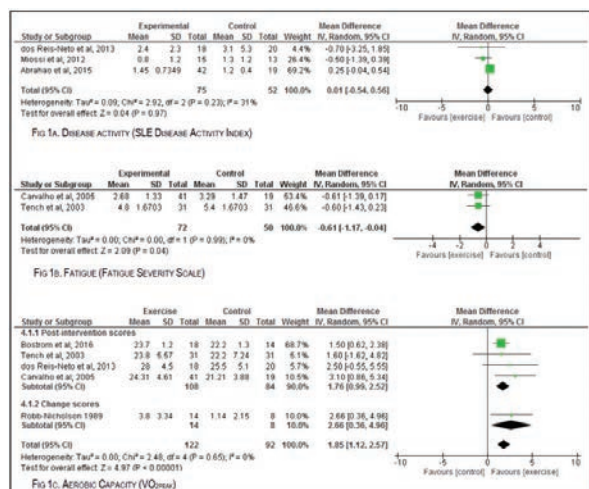 Experimental Control Mean Difference Mean Difference
Study or Subgroup Mean SD Total Mean SD Total Weight IV, Random, 95% CI IV, Random, 95% CI
dos Reis-Neto et al, 2013 2.4 2.3 18 3.1 5.3 20 4.4% -0.70 [-3.25, 1.85]
Miossi et al, 2012 0.8 1.2 15 1.3 1.2 13 26.4% -0.50 [-1.39, 0.39]
Abrahao et al, 2015 1.45 0.7349 42 1.2 0.4 19 69.2% 0.25 [-0.04, 0.54]
Total (95% CI) 75 52 100.0% 0.01 [-0.54, 0.56]
Heterogeneity: Tau² = 0.09; Chi² = 2.92, df = 2 (P = 0.23); I² = 31%
Test for overall effect: Z = 0.04 (P = 0.97)
-10 -5 0 5 10
Favours [exercise] Favours [control]
FIG 1A. DISEASE ACTIVITY (SLE DISEASE ACTIVITY INDEX)
Experimental Control Mean Difference Mean Difference
Study or Subgroup Mean SD Total Mean SD Total Weight IV, Random, 95% CI IV, Random, 95% CI
Carvalho et al, 2005 2.68 1.33 41 3.29 1.47 19 53.4% -0.61 [-1.39, 0.17]
Tench et al, 2003 4.8 1.6703 31 5.4 1.6703 31 46.6% -0.60 [-1.43, 0.23]
Total (95% CI) 72 50 100.0% -0.61 [-1.17, -0.04]
Heterogeneity: Tau² = 0.00; Chi² = 0.00, df = 1 (P = 0.99); I² = 0%
Test for overall effect: Z = 2.09 (P = 0.04)
-4 -2 0 2 4
Favours [exercise] Favours [control]
FIG 1B. FATIGUE (FATIGUE SEVERITY SCALE)
Exercise Control Mean Difference Mean Difference
Study or Subgroup Mean SD Total Mean SD Total Weight IV, Random, 95% CI IV, Random, 95% CI
4.1.1 Post-intervention scores
Bostrom et al, 2016 23.7 1.2 18 22.2 1.3 14 68.7% 1.50 [0.62, 2.38]
Tench et al, 2003 23.8 5.57 31 22.2 7.24 31 5.1% 1.60 [-1.62, 4.82]
dos Reis-Neto et al, 2013 28 4.5 18 25.5 5.1 20 2.50 [-0.55, 5.55]
Carvalho et al, 2005 24.31 4.61 41 21.21 3.88 19 10.5% 3.10 [0.86, 5.34]
Subtotal (95% CI) 108 84 90.0% 1.76 [0.99, 2.52]
4.1.2 Change scores
Robb-Nicholson 1989 3.8 3.34 14 1.14 2.15 8 10.0% 2.66 [0.36, 4.96]
Subtotal (95% CI) 14 8 10.0% 2.66 [0.36, 4.96]
Total (95% CI) 122 92 100.0% 1.85 [1.12, 2.57]
Heterogeneity: Tau² = 0.00; Chi² = 2.48, df = 4 (P = 0.65); I² = 0%
Test for overall effect: Z = 4.97 (P < 0.00001)
-10 -5 0 5 10
Favours [control] Favours [exercise]
FIG 1C. AEROBIC CAPACITY (VO2PEAK)